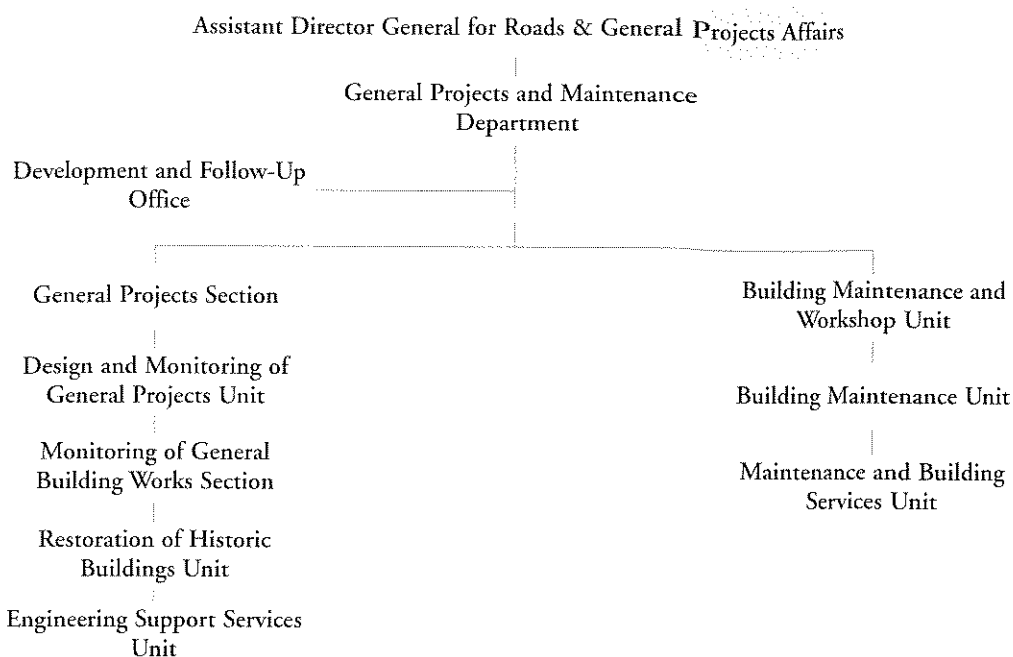 Assistant Director General for Roads & General Projects Affairs
General Projects and Maintenance
Department
Development and Follow-Up
Office
General Projects Section
Design and Monitoring of
General Projects Unit
Monitoring of General
Building Works Section
Restoration of Historic
Buildings Unit
Engineering Support Services
Unit
Building Maintenance and
Workshop Unit
Building Maintenance Unit
Maintenance and Building
Services Unit